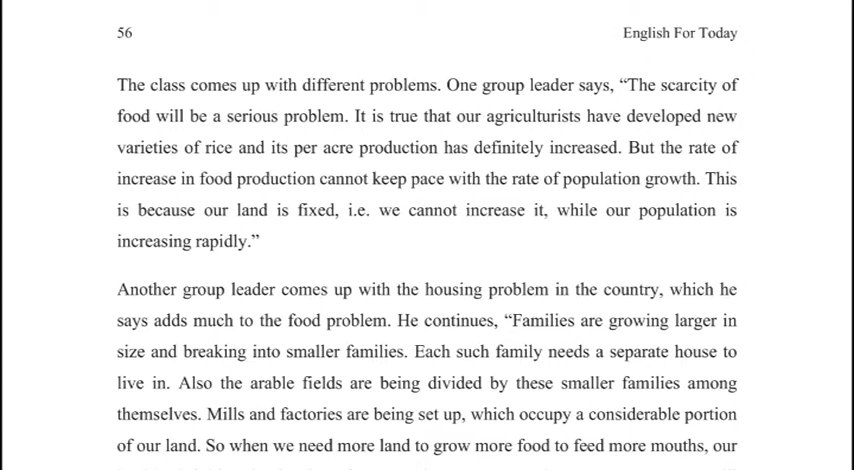 56 English For Today
The class comes up with different problems. One group leader says, “The scarcity of
food will be a serious problem. It is true that our agriculturists have developed new
varieties of rice and its per acre production has definitely increased. But the rate of
increase in food production cannot keep pace with the rate of population growth. This
is because our land is fixed, i.e. we cannot increase it, while our population is
increasing rapidly.”
Another group leader comes up with the housing problem in the country, which he
says adds much to the food problem. He continues, “Families are growing larger in
size and breaking into smaller families. Each such family needs a separate house to
live in. Also the arable fields are being divided by these smaller families among
themselves. Mills and factories are being set up, which occupy a considerable portion
of our land. So when we need more land to grow more food to feed more mouths, our